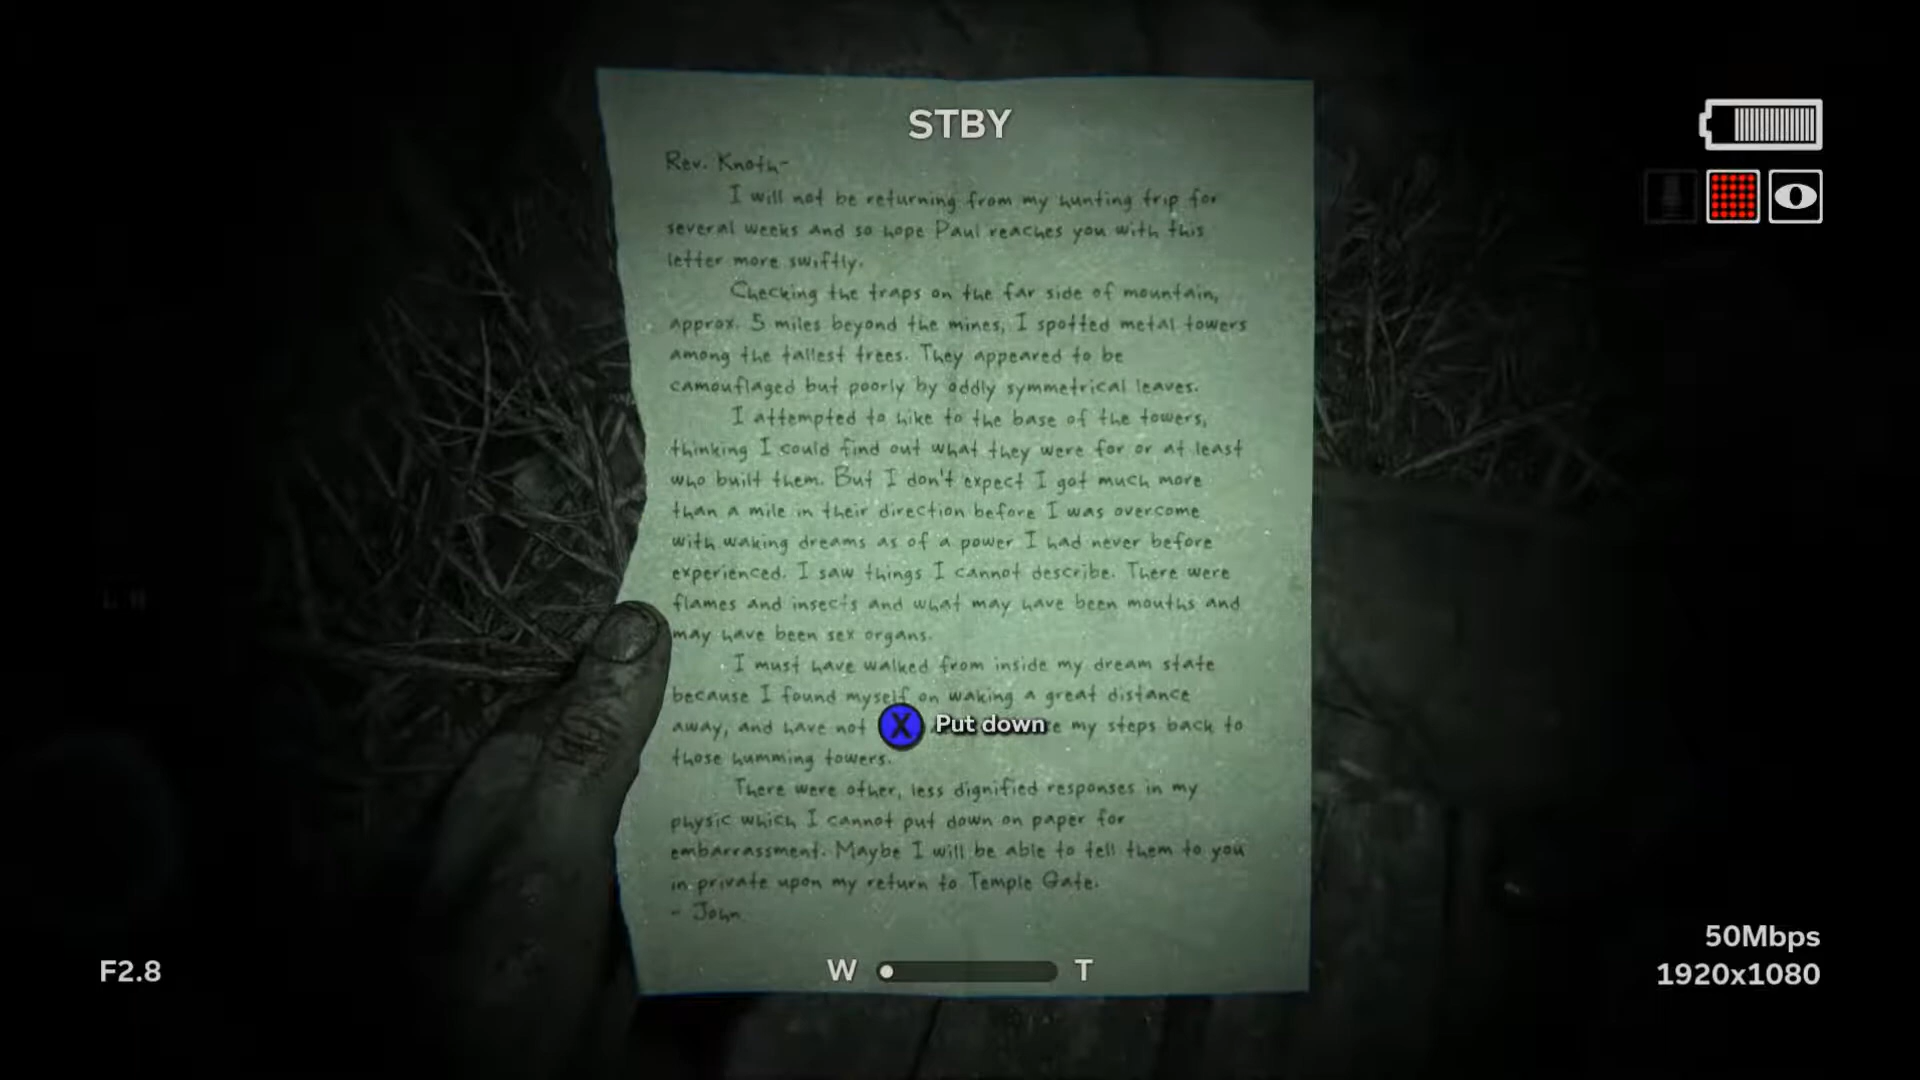 STBY
Rev. Knoth-
I will not be returning from my hunting trip for
several weeks and so hope Paul reaches you with this
letter more swiftly.
Checking the traps on the far side of mountain,
approx. 5 miles beyond the mines, I spotted metal towers
among the tallest trees. They appeared to be
camouflaged but poorly by oddly symmetrical leaves.
I attempted to hike to the base of the towers,
thinking I could find out what they were for or at least
who built them. But I don't expect I got much more
than a mile in their direction before I was overcome
with waking dreams as of a power I had never before
experienced. I saw things I cannot describe. There were
flames and insects and what may have been mouths and
may have been sex organs.
I must have walked from inside my dream state
because I found myself on waking a great distance
away, and have not my steps back to
X Put down
those humming towers.
There were other, less dignified responses in my
physic which I cannot put down on paper for
embarrassment. Maybe I will be able to tell them to you
in private upon my return to Temple Gate.
- John
F2.8
W T
50Mbps
1920x1080